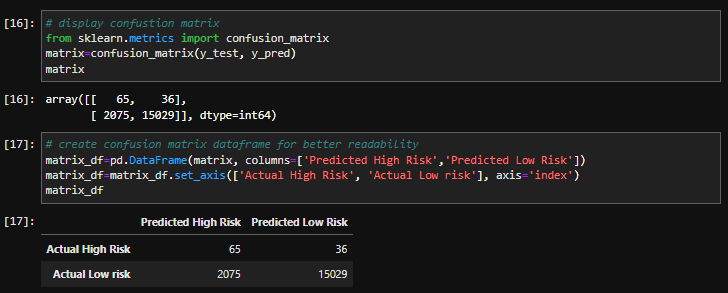 [16]: # display confustion matrix
from sklearn.metrics import confusion_matrix
matrix=confusion_matrix(y_test, y_pred)
matrix
[16]: array([[   65,    36],
       [ 2075, 15029]], dtype=int64)
[17]: # create confusion matrix dataframe for better readability
matrix_df=pd.DataFrame(matrix, columns=['Predicted High Risk','Predicted Low Risk'])
matrix_df=matrix_df.set_axis(['Actual High Risk', 'Actual Low risk'], axis='index')
matrix_df
[17]:
Predicted High Risk Predicted Low Risk
Actual High Risk 65 36
Actual Low risk 2075 15029